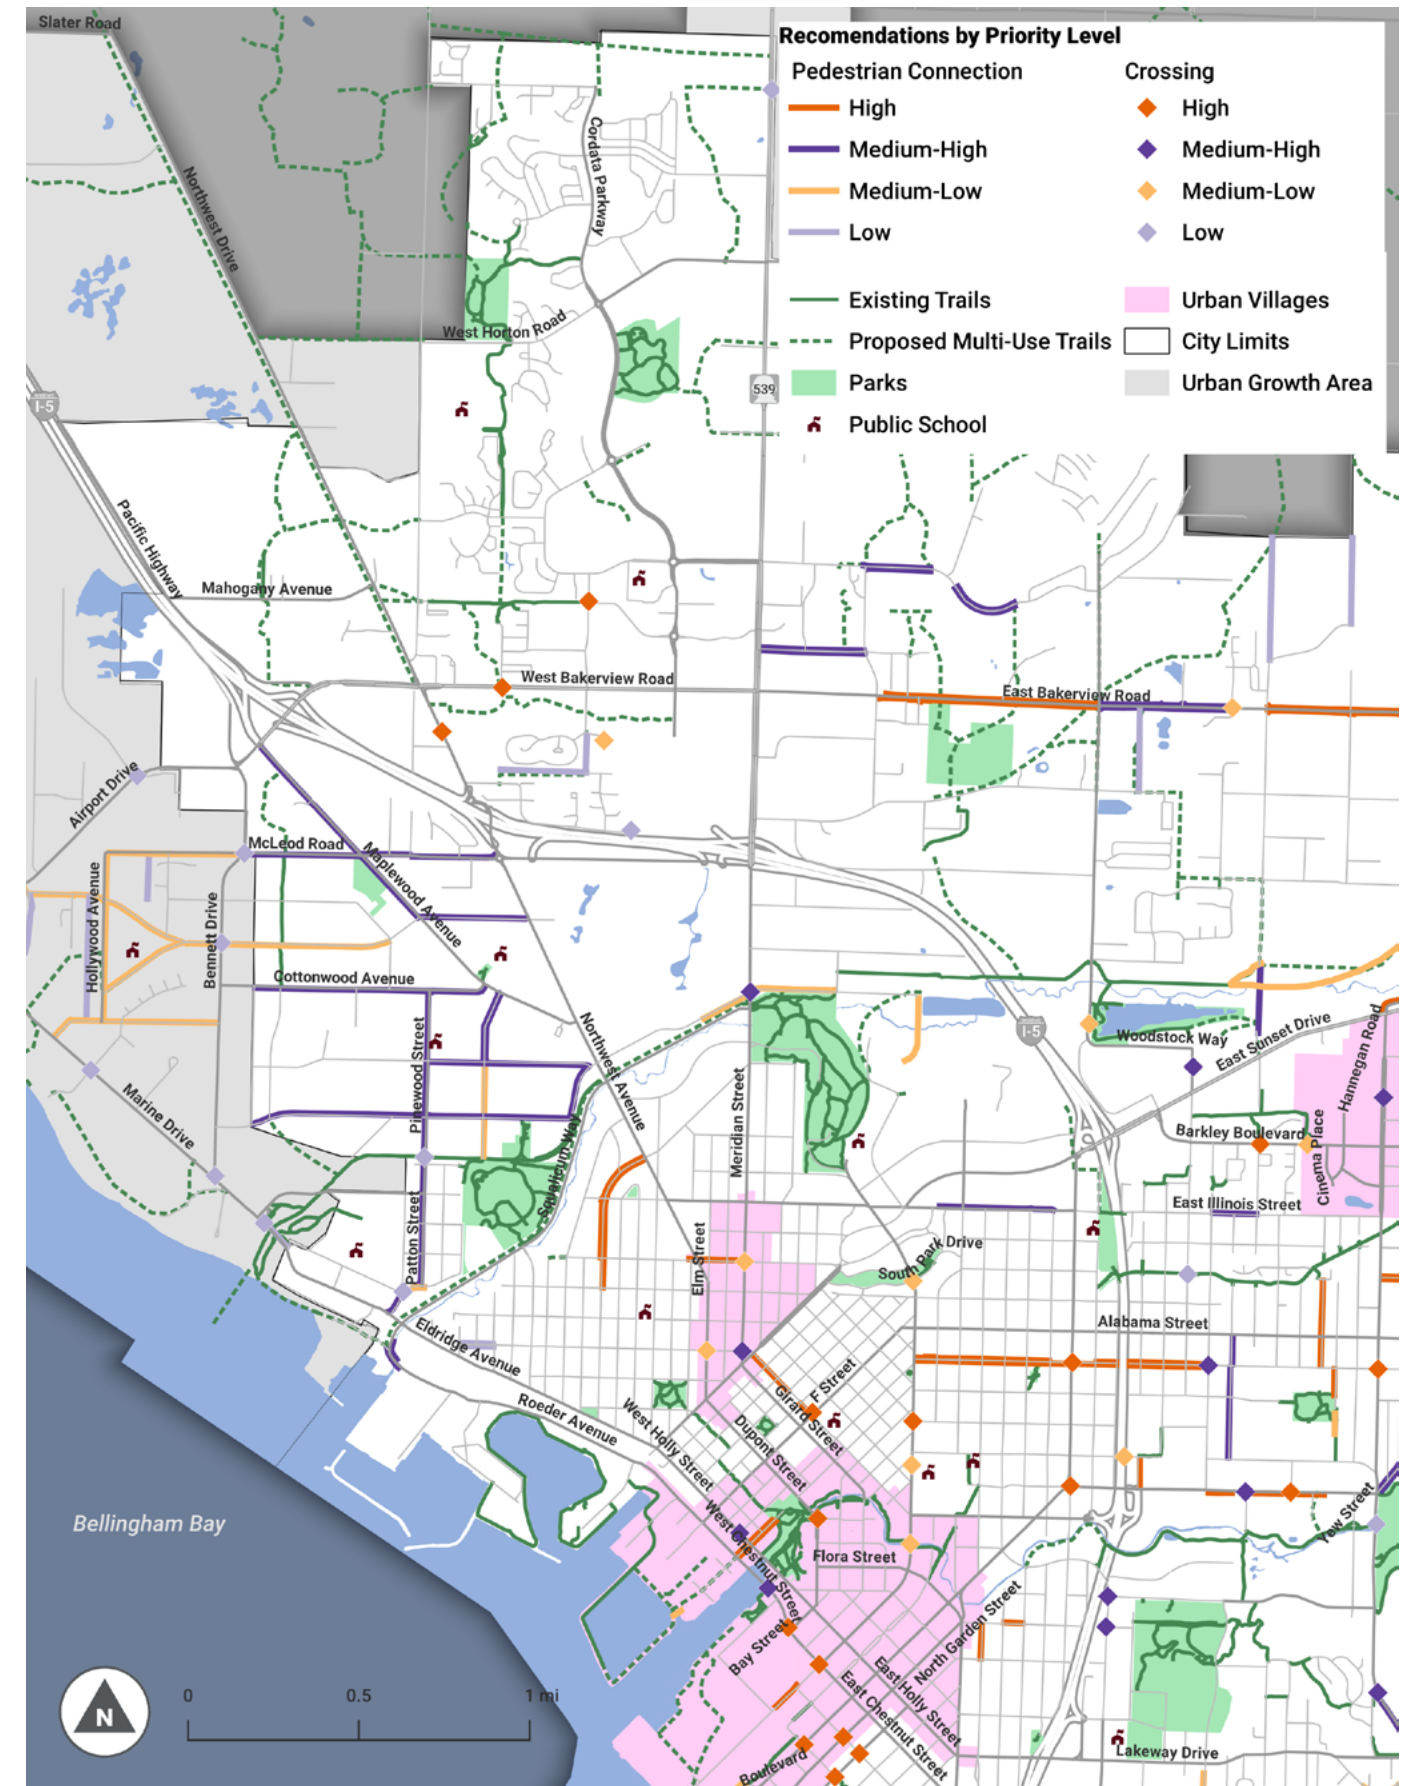 Slater Road
Recomendations by Priority Level
Pedestrian Connection
Crossing
High
High
Medium-High
Medium-High
Medium-Low
Medium-Low
Low
Low
Existing Trails
Urban Villages
Proposed Multi-Use Trails
City Limits
Parks
Urban Growth Area
Public School
Cordata Parkway
Northwest Drive
West Horton Road
539
I-5
Pacific Highway
Mahogany Avenue
West Bakerview Road
East Bakerview Road
Airport Drive
McLeod Road
Maplewood Avenue
Hollywood Avenue
Bennett Drive
Cottonwood Avenue
Northwest Avenue
I-5
Woodstock Way
East Sunset Drive
Hannegan Road
Pinewood Street
Marine Drive
Meridian Street
Squalicum Way
Barkley Boulevard
Cinema Place
East Illinois Street
Patton Street
Elm Street
South Park Drive
Alabama Street
Eldridge Avenue
F Street
Girard Street
Roeder Avenue
West Holly Street
Dupont Street
Yew Street
Bellingham Bay
West Chestnut Street
Flora Street
North Garden Street
Bay Street
East Holly Street
East Chestnut Street
Lakeway Drive
Boulevard
N
0 0.5 1 mi